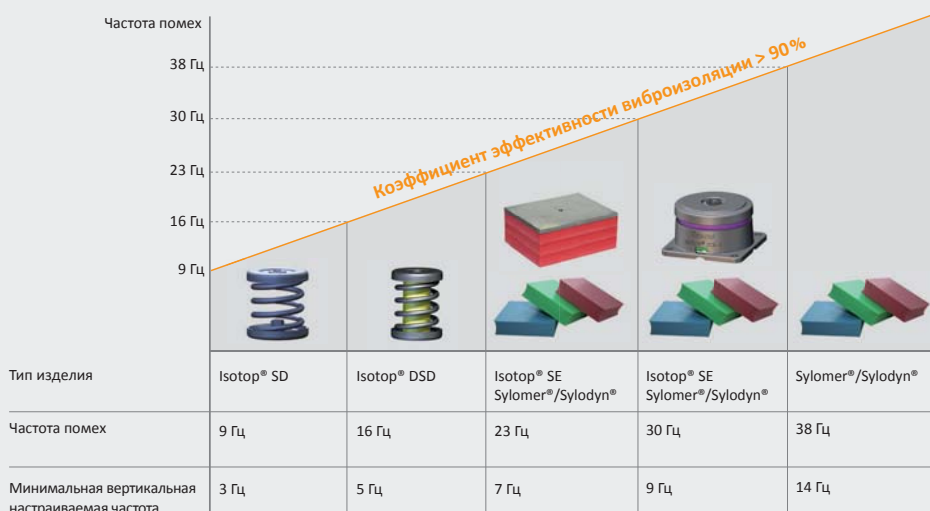 Частота помех
38 Гц
30 Гц
23 Гц
16 Гц
9 Гц
Коэффициент эффективности виброизоляции > 90%
Тип изделия
Isotop® SD
Isotop® DSD
Isotop® SE
Sylomer®/Sylodyn®
Isotop® SE
Sylomer®/Sylodyn®
Sylomer®/Sylodyn®
Частота помех
9 Гц
16 Гц
23 Гц
30 Гц
38 Гц
Минимальная вертикальная
настраиваемая частота
3 Гц
5 Гц
7 Гц
9 Гц
14 Гц